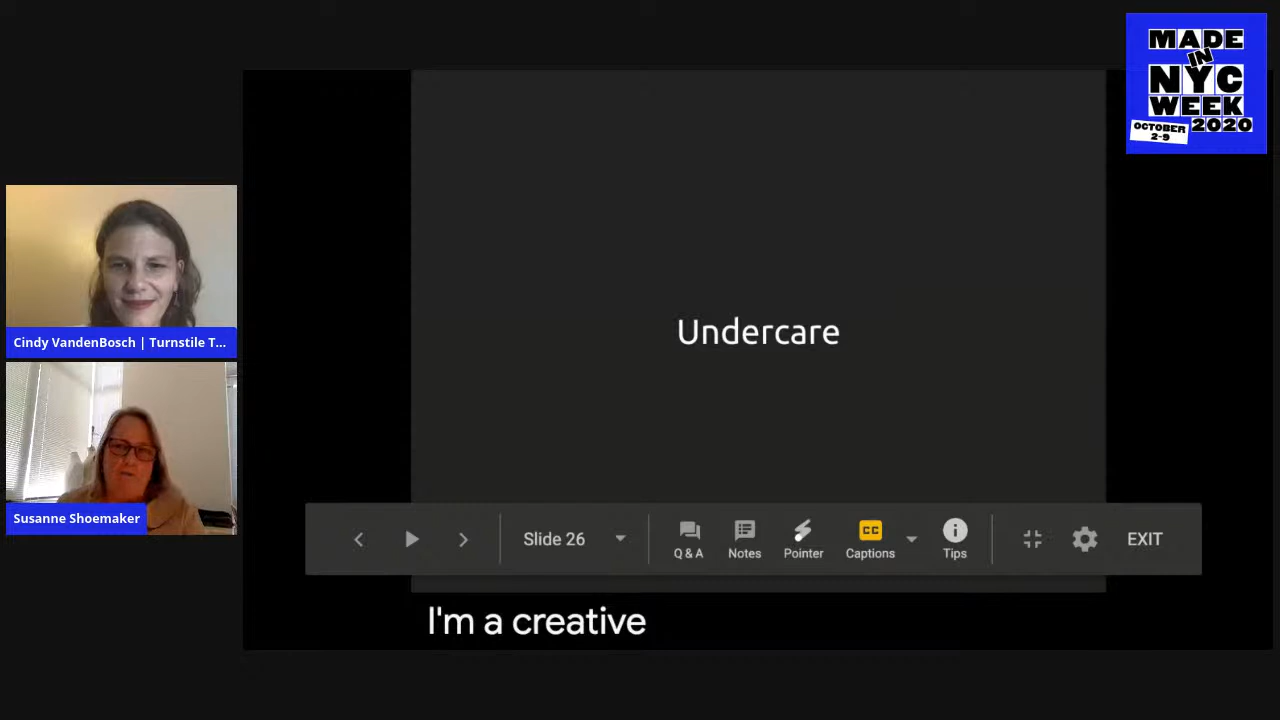 MADE
IN
NYC
WEEK
2020
OCTOBER
2-9
Undercare
Cindy VandenBosch | Turnstile T...
Susanne Shoemaker
Slide 26
Q & A
Notes
Pointer
CC
Captions
Tips
EXIT
I'm a creative